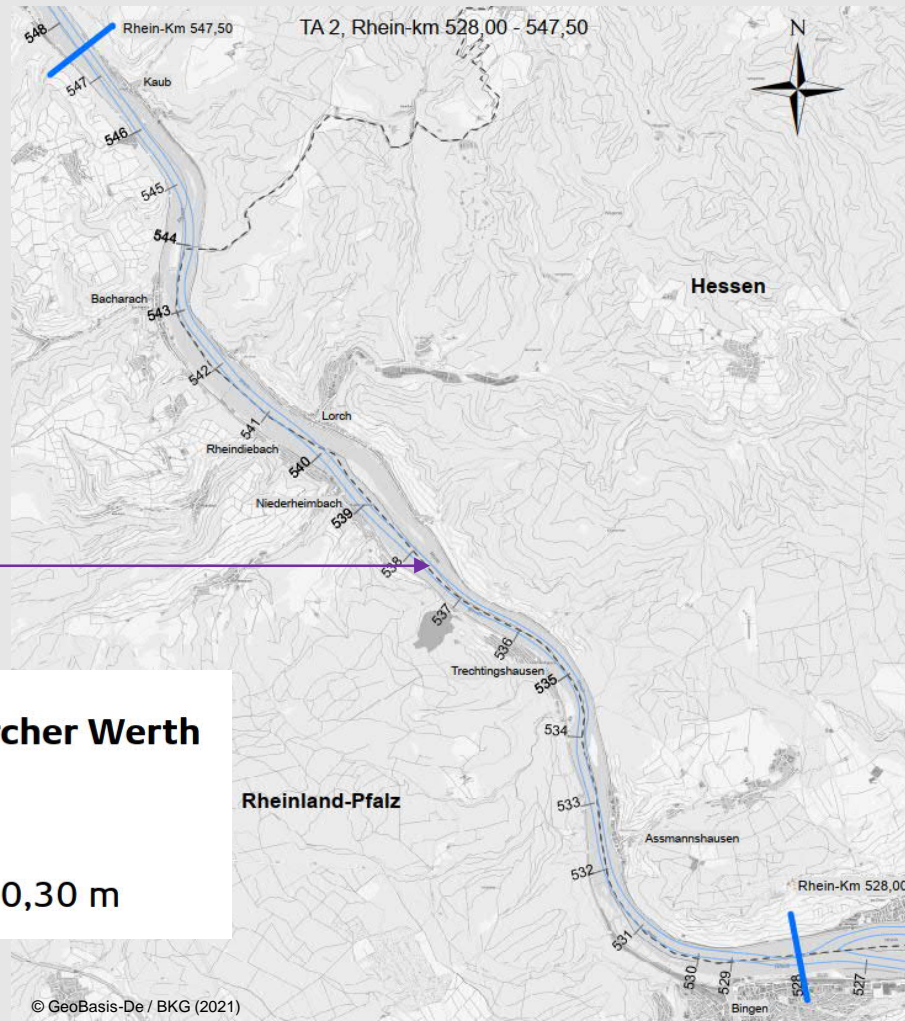 TA 2, Rhein-km 528,00 - 547,50
N
548
Rhein-Km 547,50
547
Kaub
546
545
544
Hessen
Bacharach
543
542
Lorch
541
Rheindiebach
540
Niederheimbach
539
538
537
536
Trechtingshausen
535
rcher Werth
534
Rheinland-Pfalz
533
Assmannshausen
532
0,30 m
Rhein-Km 528,00
531
530
529
528
527
Bingen
© GeoBasis-De / BKG (2021)